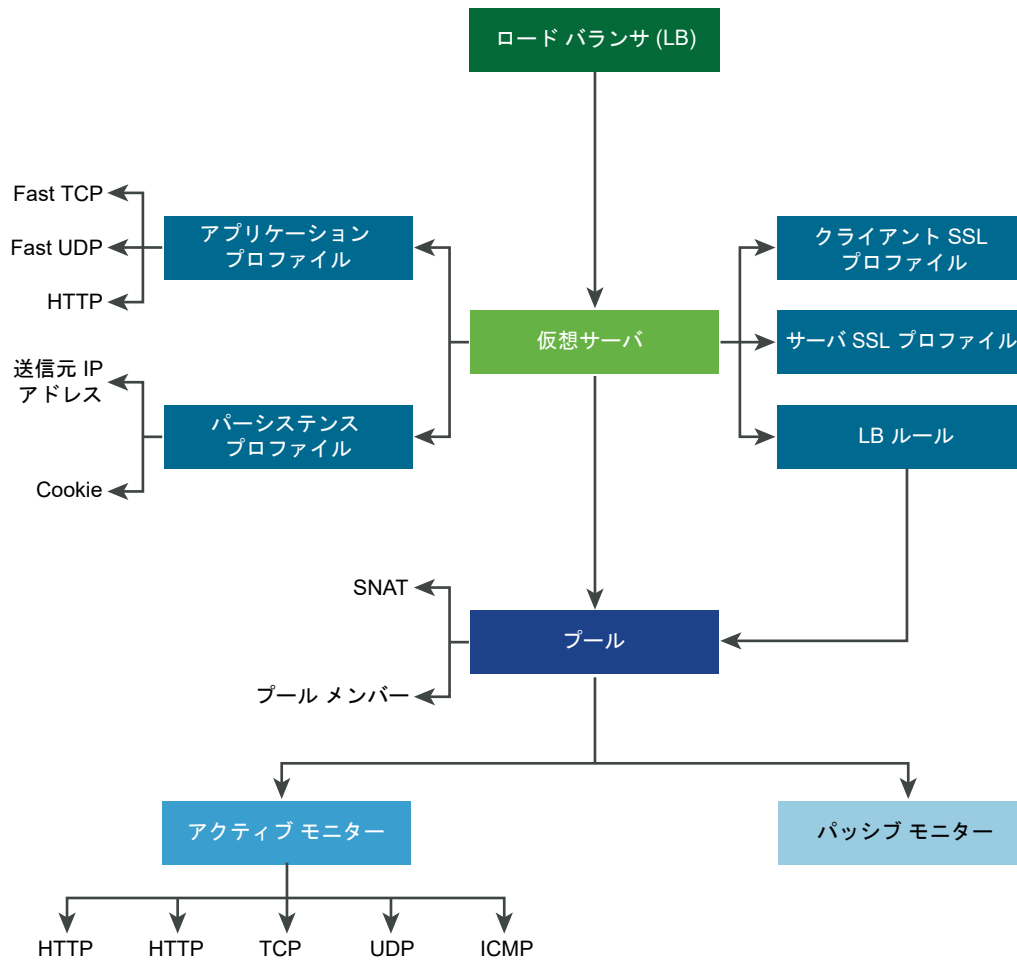 ロード バランサ (LB)
Fast TCP
Fast UDP
HTTP
アプリケーション
プロファイル
クライアント SSL
プロファイル
仮想サーバ
サーバ SSL プロファイル
送信元 IP
アドレス
Cookie
パーシステンス
プロファイル
LB ルール
SNAT
プール
プール メンバー
アクティブ モニター
パッシブ モニター
HTTP
HTTP
TCP
UDP
ICMP